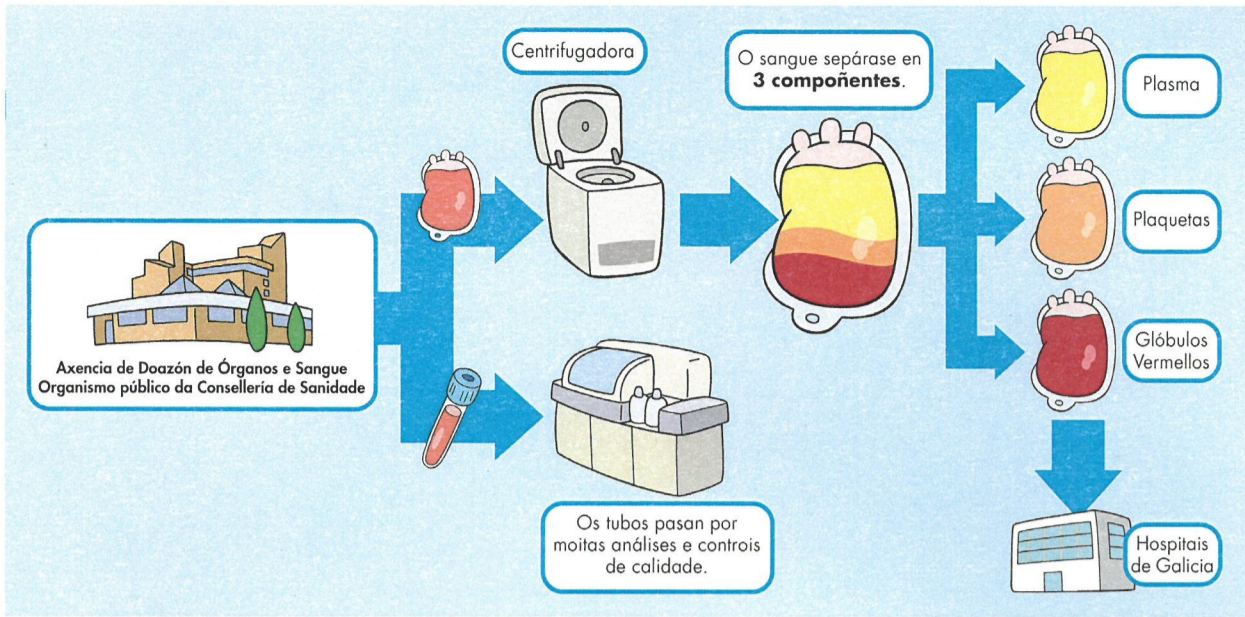 Centrifugadora
O sangue sepárase en
3 compoñentes.
Plasma
Plaquetas
Glóbulos
Vermellos
Axencia de Doazón de Órganos e Sangue
Organismo público da Consellería de Sanidade
Os tubos pasan por
moitas análises e controis
de calidade.
Hospitais
de Galicia